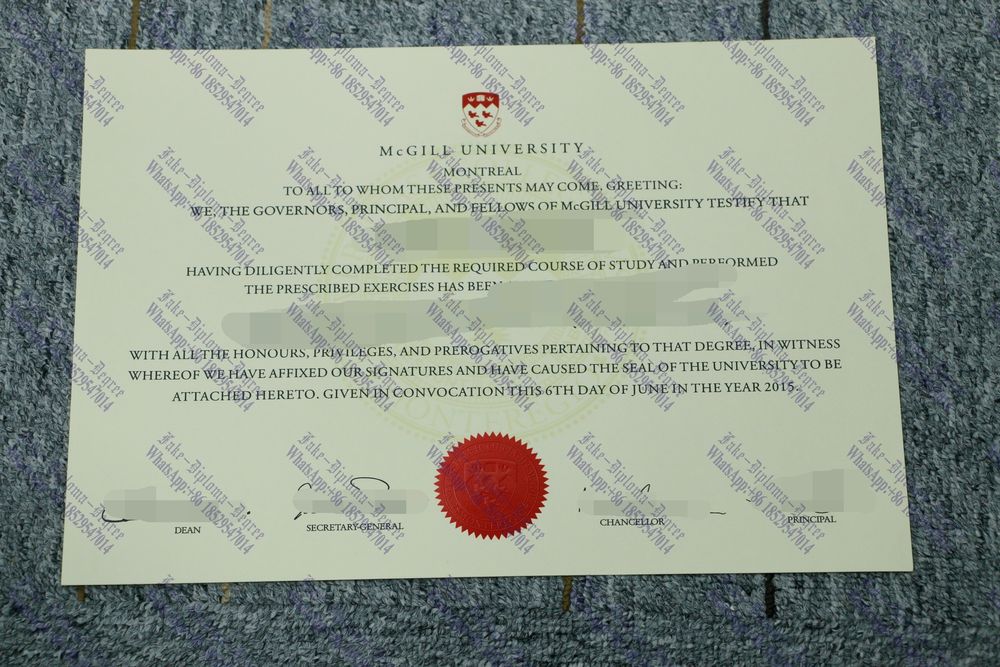 McGILL UNIVERSITY
MONTREAL
TO ALL TO WHOM THESE PRESENTS MAY COME, GREETING:
WE, THE GOVERNORS, PRINCIPAL, AND FELLOWS OF McGILL UNIVERSITY TESTIFY THAT
HAVING DILIGENTLY COMPLETED THE REQUIRED COURSE OF STUDY AND PERFORMED
THE PRESCRIBED EXERCISES HAS BEEN
WITH ALL THE HONOURS, PRIVILEGES, AND PREROGATIVES PERTAINING TO THAT DEGREE, IN WITNESS
WHEREOF WE HAVE AFFIXED OUR SIGNATURES AND HAVE CAUSED THE SEAL OF THE UNIVERSITY TO BE
ATTACHED HERETO. GIVEN IN CONVOCATION THIS 6TH DAY OF JUNE IN THE YEAR 2015.
DEAN
SECRETARY-GENERAL
CHANCELLOR
PRINCIPAL
Fake-Diploma-Degree
WhatsApp:+86 18529547014